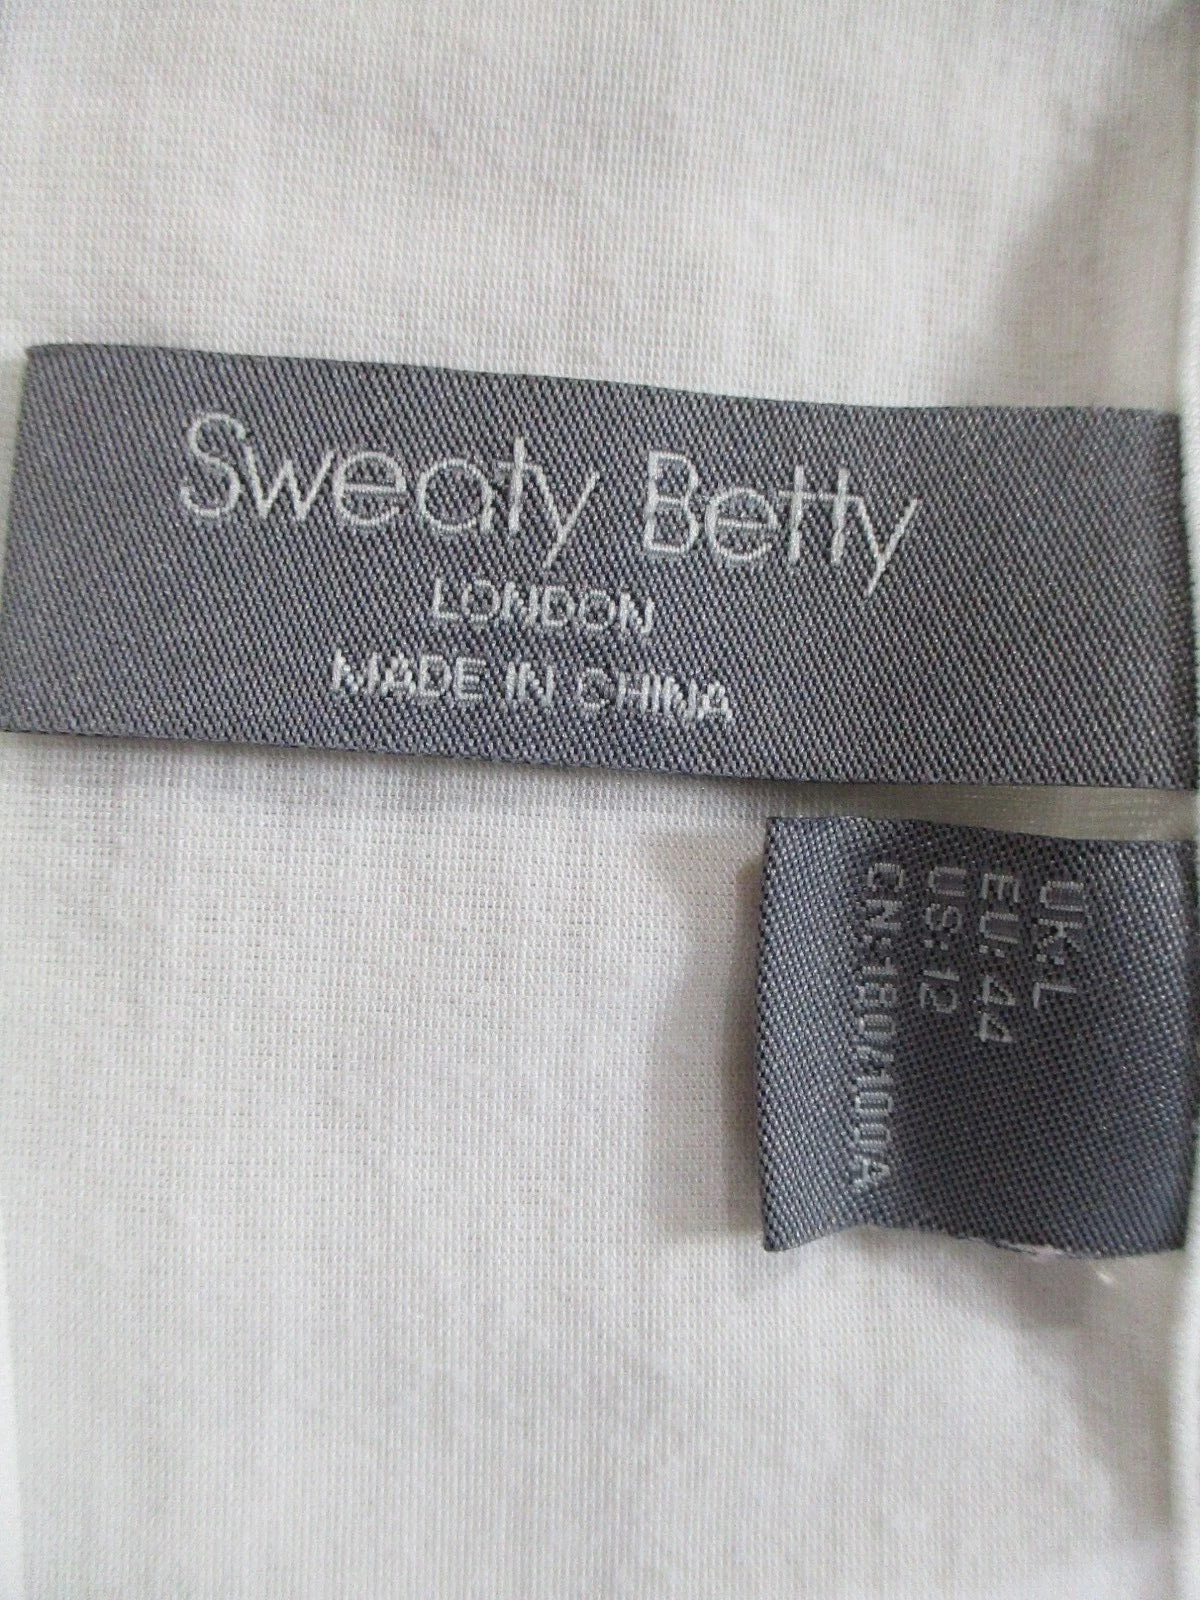 Sweaty Betty
LONDON
MADE IN CHINA
UK: L
EU: 44
US: 12
CN:180/100A